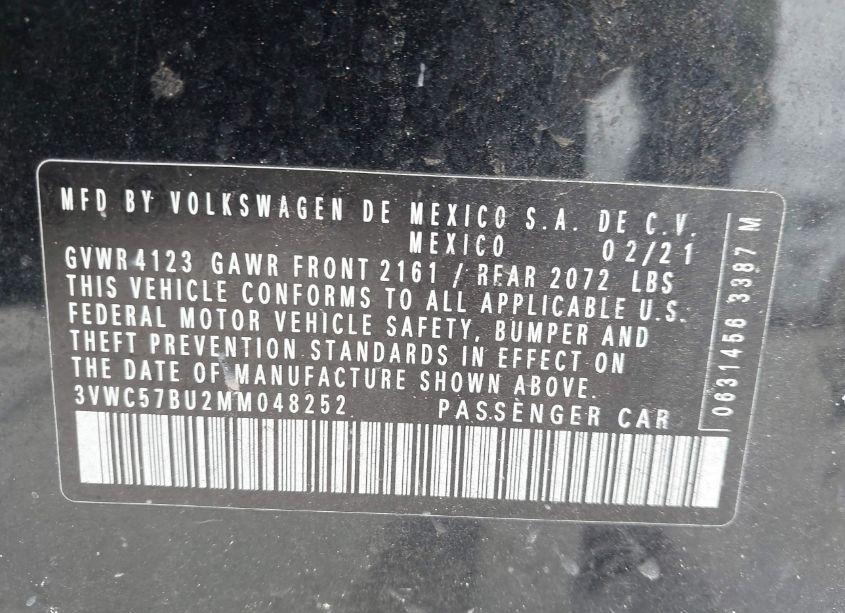 MFD BY VOLKSWAGEN DE MEXICO S.A. DE C.V.
MEXICO 02/21
GVWR 4123 GAWR FRONT 2161 / REAR 2072 LBS
THIS VEHICLE CONFORMS TO ALL APPLICABLE U.S.
FEDERAL MOTOR VEHICLE SAFETY, BUMPER AND
THEFT PREVENTION STANDARDS IN EFFECT ON
THE DATE OF MANUFACTURE SHOWN ABOVE.
3VWC57BU2MM048252 PASSENGER CAR
0631456 3387 M